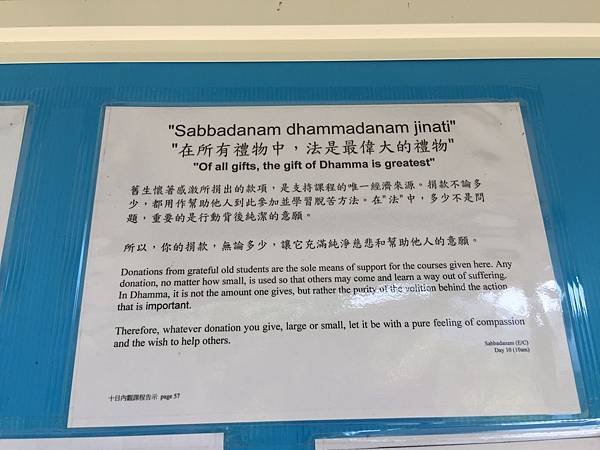 "Sabbadanam dhammadanam jinati"
"在所有禮物中，法是最偉大的禮物"
"Of all gifts, the gift of Dhamma is greatest"
舊生懷著感激所捐出的款項，是支持課程的唯一經濟來源。捐款不論多
少，都用作幫助他人到此參加並學習脫苦方法。在"法"中，多少不是問
題，重要的是行動背後純潔的意願。
所以，你的捐款，無論多少，讓它充滿純淨慈悲和幫助他人的意願。
Donations from grateful old students are the sole means of support for the courses given here. Any
donation, no matter how small, is used so that others may come and learn a way out of suffering.
In Dhamma, it is not the amount one gives, but rather the purity of the volition behind the action
that is important.
Therefore, whatever donation you give, large or small, let it be with a pure feeling of compassion
and the wish to help others.
Sabbadanam (E/C)
Day 10 (10am)
十日內觀課程告示 page 57